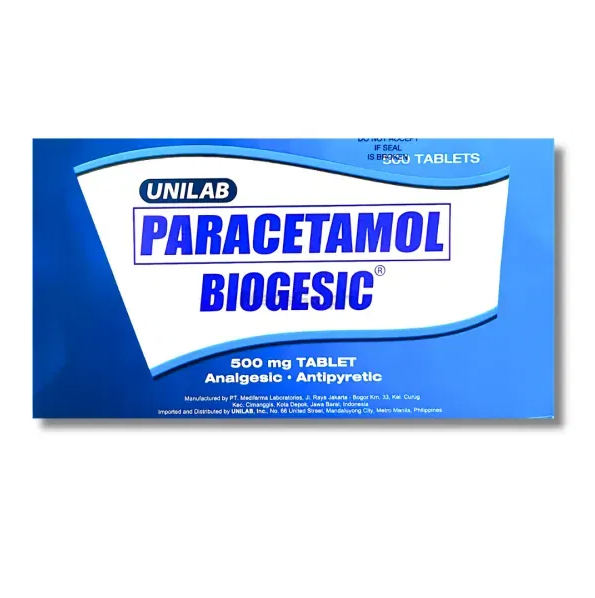 DO NOT ACCEPT
IF SEAL
IS BROKEN
500 TABLETS
UNILAB
PARACETAMOL
BIOGESIC®
500 mg TABLET
Analgesic · Antipyretic
Manufactured by PT. Medifarma Laboratories, Jl. Raya Jakarta - Bogor Km, 33, Kel. Curug
Kec. Cimanggis, Kota Depok, Jawa Barat, Indonesia
Imported and Distributed by UNILAB, Inc., No. 66 United Street, Mandaluyong City, Metro Manila, Philippines